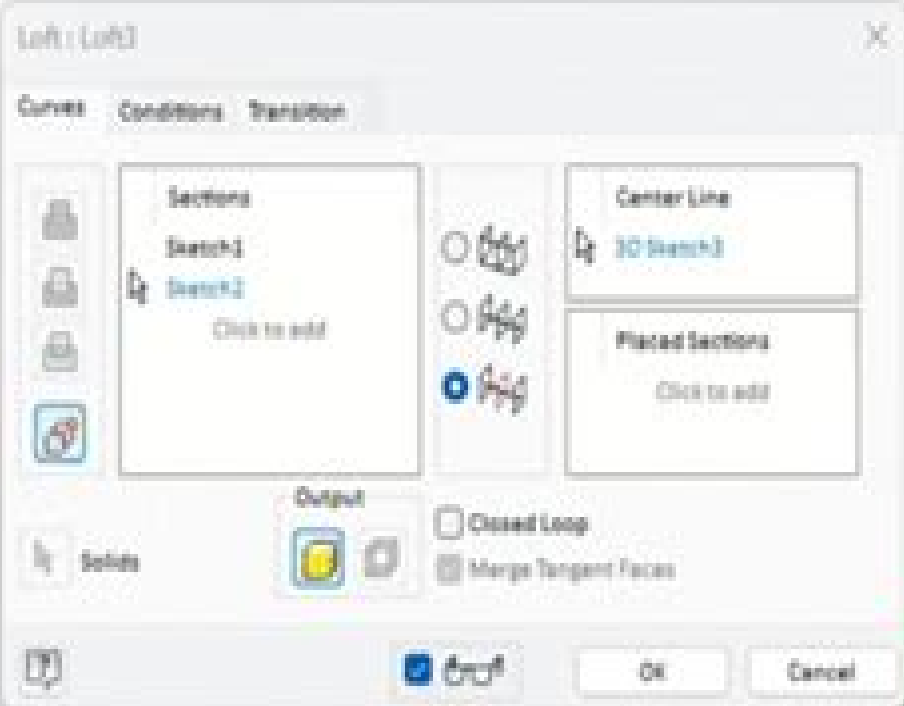 Loft : Loft3
Curves Conditions Transition
Sections
Sketch1
Sketch2
Click to add
Center Line
3D Sketch3
Placed Sections
Click to add
Output
Solids
Closed Loop
Merge Tangent Faces
OK Cancel